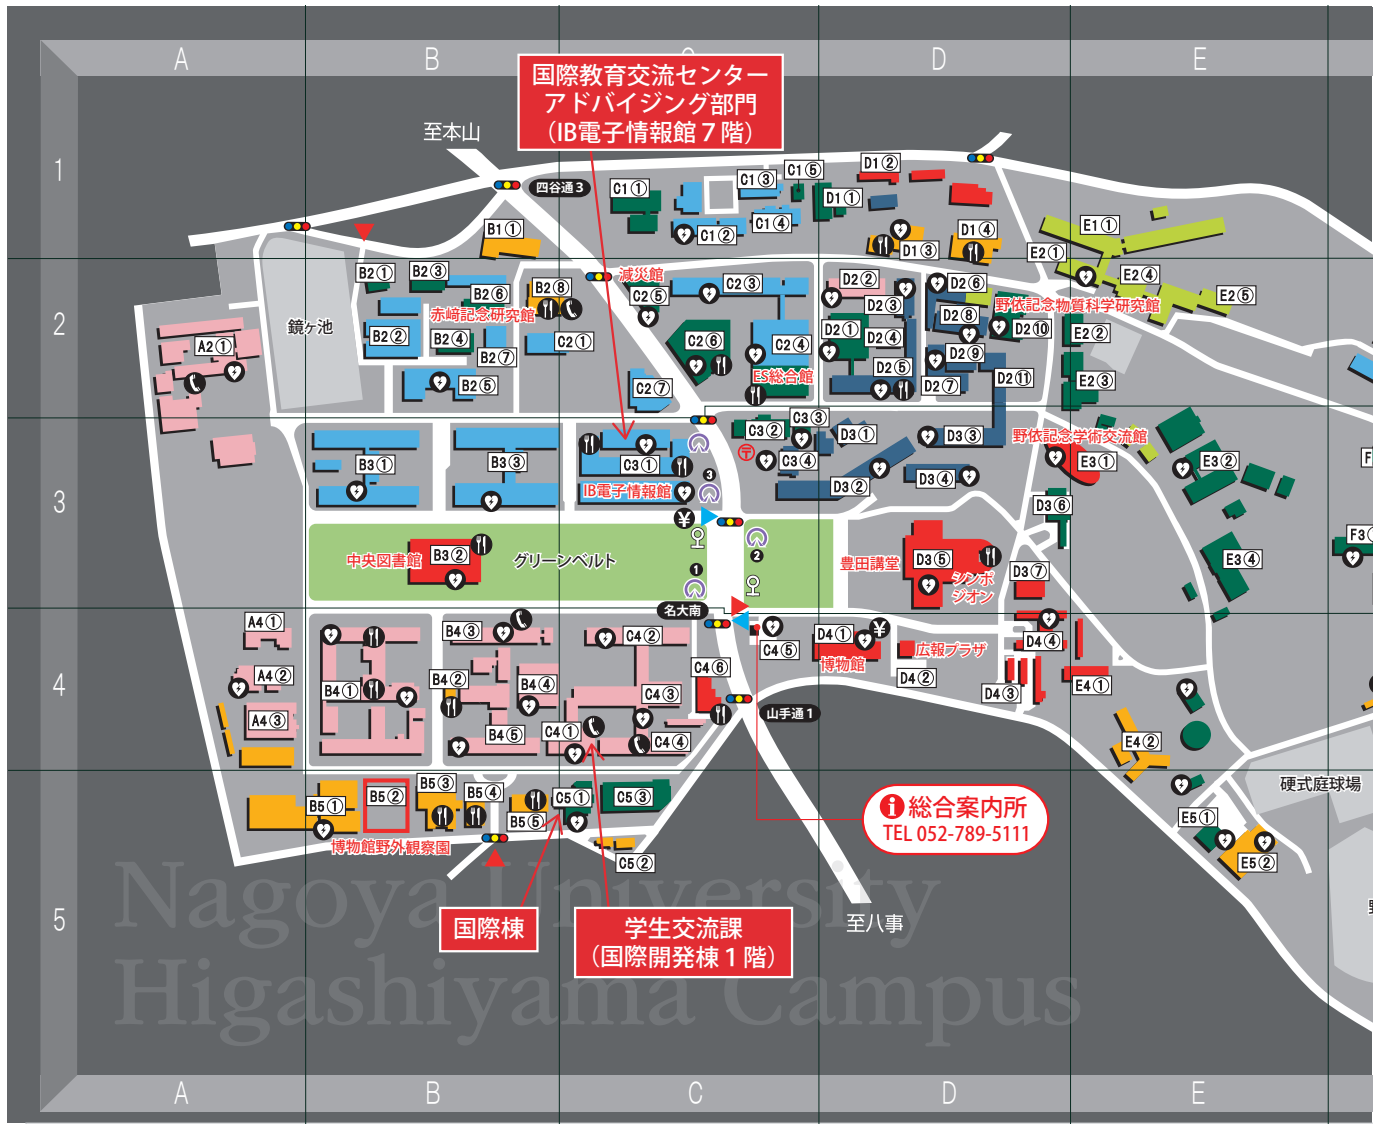 A
B
C
D
E
国際教育交流センター
アドバイジング部門
(IB電子情報館7階)
至本山
1
四谷通3
C1①
C1③
C1⑤
D1②
D1①
B1①
C1②
C1④
D1③
D1④
E1①
E2①
B2①
B2③
B2⑥
B2⑧
減災館
C2⑤
C2③
D2②
D2③
D2⑥
E2④
E2⑤
野依記念物質科学研究館
2
鏡ヶ池
赤﨑記念研究館
A2①
B2②
B2④
B2⑦
C2①
C2⑥
C2④
D2①
D2④
D2⑧
D2⑩
E2②
B2⑤
C2⑦
ES総合館
D2⑤
D2⑨
D2⑦
D2⑪
E2③
C3②
C3③
D3①
D3③
野依記念学術交流館
B3①
B3③
C3①
C3④
E3①
E3②
F
IB電子情報館
3
D3②
D3④
D3⑥
3
中央図書館
B3②
グリーンベルト
2
豊田講堂
D3⑤
シンポ
ジオン
D3⑦
E3④
F3
1
名大南
A4①
B4③
C4②
C4⑤
D4①
博物館
広報プラザ
D4④
A4②
B4①
B4②
B4④
C4⑥
C4③
D4②
D4③
E4①
4
A4③
B4⑤
C4①
C4④
山手通1
E4②
B5①
B5②
B5③
B5④
B5⑤
C5①
C5③
硬式庭球場
総合案内所
TEL 052-789-5111
E5①
E5②
博物館野外観察園
C5②
Nagoya University
Higashiyama Campus
5
国際棟
学生交流課
(国際開発棟1階)
至八事
A
B
C
D
E